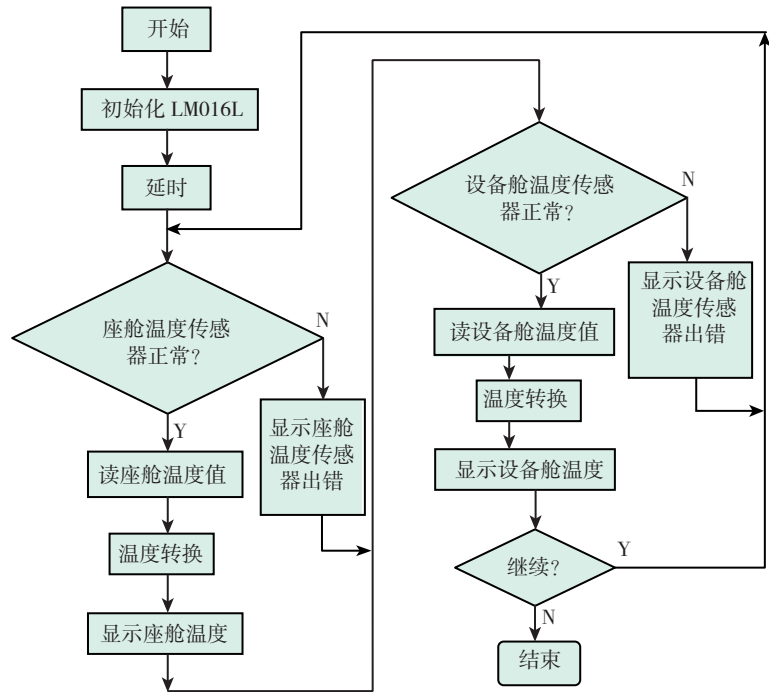 开始
初始化 LM016L
延时
座舱温度传感
器正常?
N
Y
显示座舱
温度传感
器出错
读座舱温度值
温度转换
显示座舱温度
设备舱温度传感
器正常?
N
Y
显示设备舱
温度传感
器出错
读设备舱温度值
温度转换
显示设备舱温度
继续?
Y
N
结束